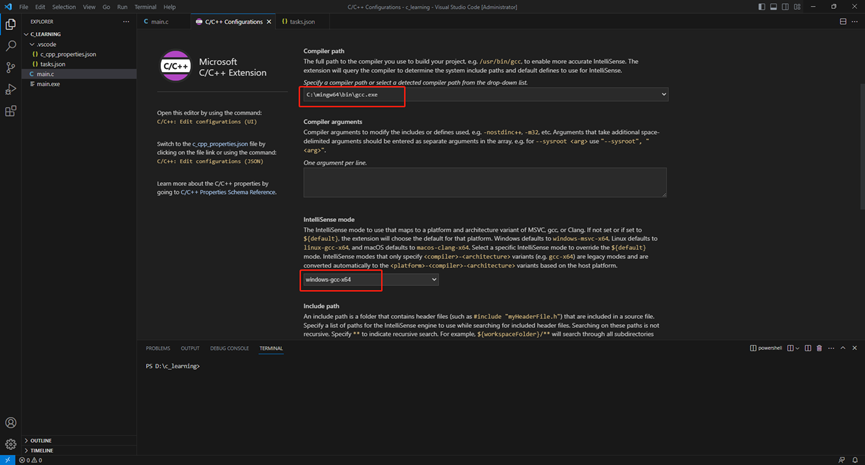 File Edit Selection View Go Run Terminal Help
C/C++ Configurations - c_learning - Visual Studio Code [Administrator]
EXPLORER
C_LEARNING
.vscode
{} c_cpp_properties.json
{} tasks.json
C main.c
main.exe
OUTLINE
TIMELINE
C main.c
C/C++ Configurations
{} tasks.json
C/C++
Microsoft
C/C++ Extension
Open this editor by using the command:
C/C++: Edit configurations (UI)
Switch to the c_cpp_properties.json file by
clicking on the file link or using the command:
C/C++: Edit configurations (JSON)
Learn more about the C/C++ properties by
going to C/C++ Properties Schema Reference.
Compiler path
The full path to the compiler you use to build your project, e.g. /usr/bin/gcc, to enable more accurate IntelliSense. The
extension will query the compiler to determine the system include paths and default defines to use for IntelliSense.
Specify a compiler path or select a detected compiler path from the drop-down list.
C:\mingw64\bin\gcc.exe
Compiler arguments
Compiler arguments to modify the includes or defines used, e.g. -nostdinc++, -m32, etc. Arguments that take additional space-
delimited arguments should be entered as separate arguments in the array, e.g. for --sysroot <arg> use "--sysroot", "
<arg>".
One argument per line.
IntelliSense mode
The IntelliSense mode to use that maps to a platform and architecture variant of MSVC, gcc, or Clang. If not set or if set to
${default}, the extension will choose the default for that platform. Windows defaults to windows-msvc-x64, Linux defaults to
linux-gcc-x64, and macOS defaults to macos-clang-x64. Select a specific IntelliSense mode to override the ${default}
mode. IntelliSense modes that only specify <compiler>-<architecture> variants (e.g. gcc-x64) are legacy modes and are
converted automatically to the <platform>-<compiler>-<architecture> variants based on the host platform.
windows-gcc-x64
Include path
An include path is a folder that contains header files (such as #include "myHeaderFile.h") that are included in a source file.
Specify a list of paths for the IntelliSense engine to use while searching for included header files. Searching on these paths is not
recursive. Specify ** to indicate recursive search. For example, ${workspaceFolder}/** will search through all subdirectories
PROBLEMS OUTPUT DEBUG CONSOLE TERMINAL
powershell
PS D:\c_learning>
0 0